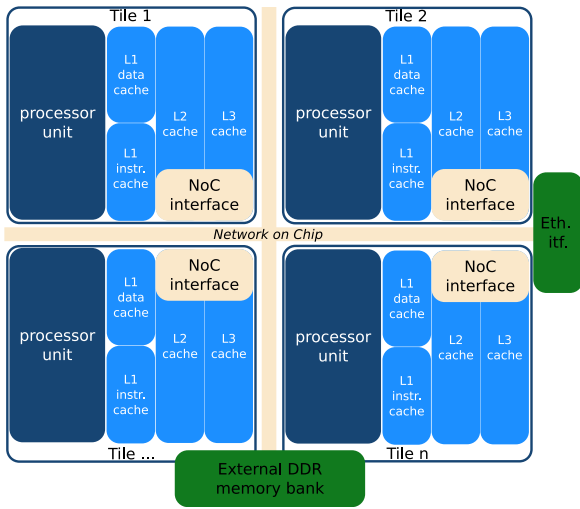 Tile 1
processor
unit
L1
data
cache
L1
instr.
cache
L2
cache
L3
cache
NoC
interface
Tile 2
processor
unit
L1
data
cache
L1
instr.
cache
L2
cache
L3
cache
NoC
interface
Eth.
itf.
Network on Chip
processor
unit
L1
data
cache
L1
instr.
cache
NoC
interface
L2
cache
L3
cache
Tile ...
processor
unit
L1
data
cache
L1
instr.
cache
NoC
interface
L2
cache
L3
cache
Tile n
External DDR
memory bank